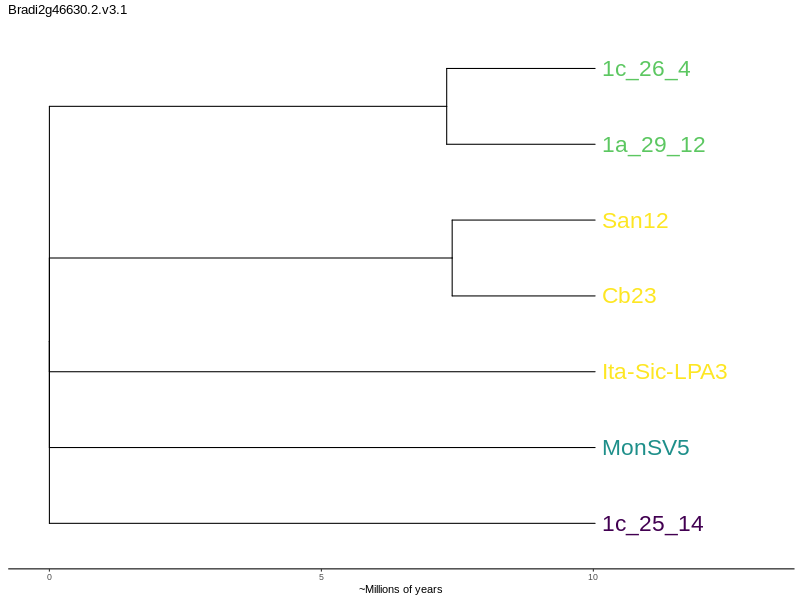 Bradi2g46630.2.v3.1
1c_26_4
1a_29_12
San12
Cb23
Ita-Sic-LPA3
MonSV5
1c_25_14
0 5 10
~Millions of years